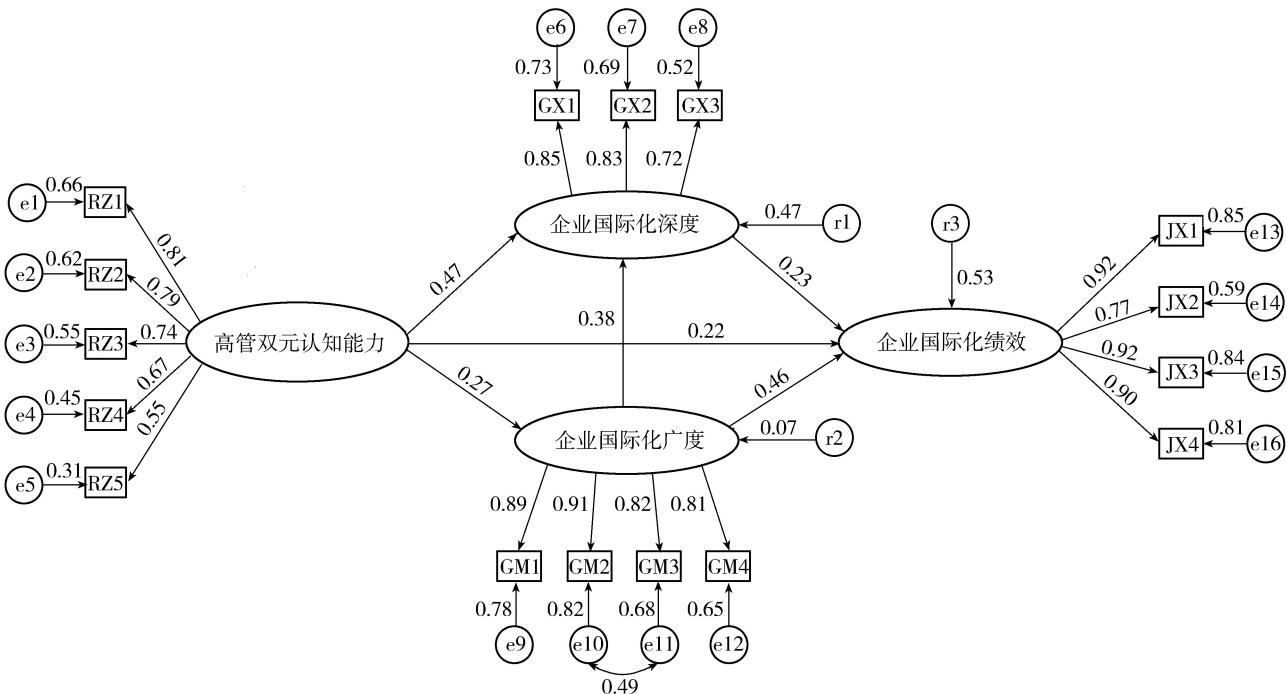 e6 e7 e8
0.73 0.69 0.52
GX1 GX2 GX3
0.85 0.83 0.72
e1 0.66 RZ1
企业国际化深度 0.47 r1
r3
JX1 0.85 e13
0.81
0.47
0.23
0.53
0.92
e2 0.62 RZ2
0.79
0.77
JX2 0.59 e14
e3 0.55 RZ3 0.74
高管双元认知能力
0.38
0.22
企业国际化绩效
0.92
JX3 0.84 e15
0.67
0.27
0.46
0.90
e4 0.45 RZ4
0.55
企业国际化广度 0.07 r2
JX4 0.81 e16
e5 0.31 RZ5
0.89 0.91 0.82 0.81
GM1 GM2 GM3 GM4
0.78 0.82 0.68 0.65
e9 e10 e11 e12
0.49